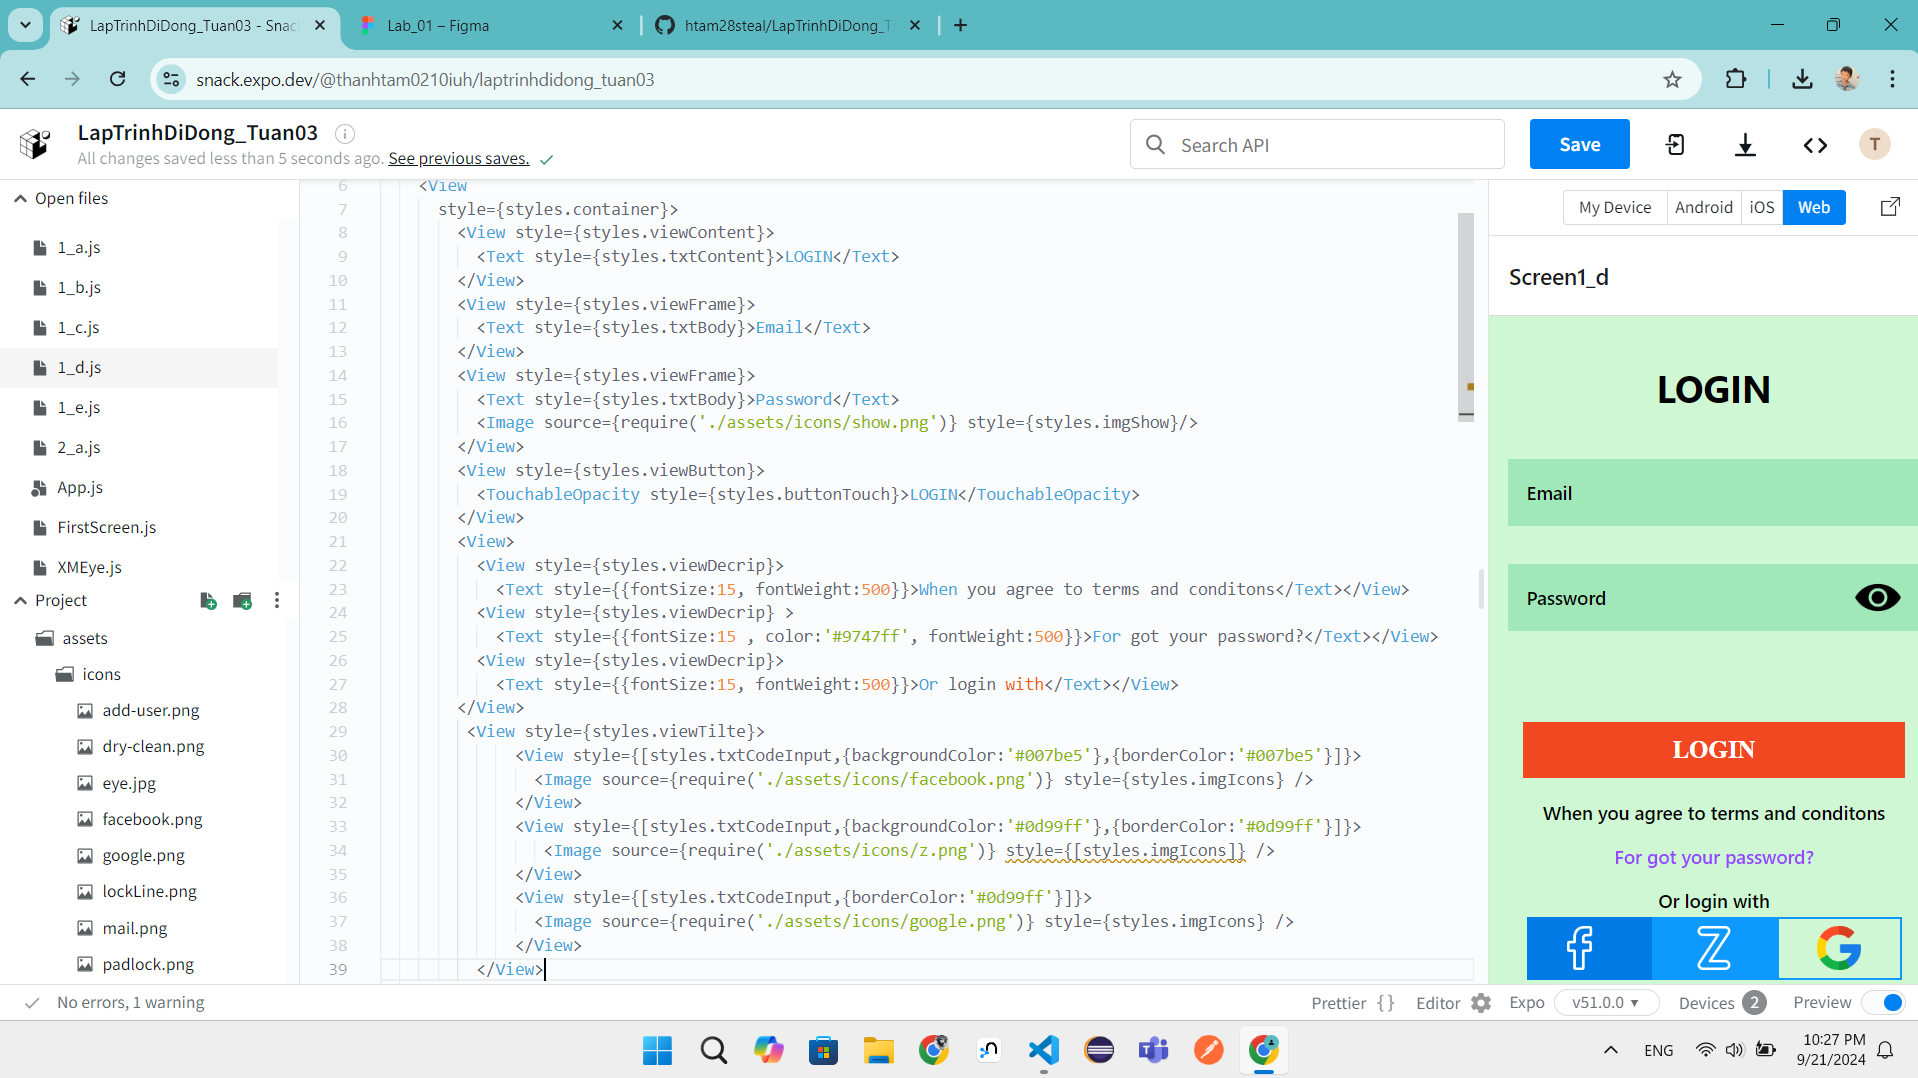 LapTrinhDiDong_Tuan03 - Snac
Lab_01 – Figma
htam28steal/LapTrinhDiDong_T
snack.expo.dev/@thanhtam0210iuh/laptrinhdidong_tuan03
LapTrinhDiDong_Tuan03
All changes saved less than 5 seconds ago. See previous saves.
Search API
Save
T
Open files
1_a.js
1_b.js
1_c.js
1_d.js
1_e.js
2_a.js
App.js
FirstScreen.js
XMEye.js
Project
assets
icons
add-user.png
dry-clean.png
eye.jpg
facebook.png
google.png
lockLine.png
mail.png
padlock.png
6 <View
7 style={styles.container}>
8 <View style={styles.viewContent}>
9 <Text style={styles.txtContent}>LOGIN</Text>
10 </View>
11 <View style={styles.viewFrame}>
12 <Text style={styles.txtBody}>Email</Text>
13 </View>
14 <View style={styles.viewFrame}>
15 <Text style={styles.txtBody}>Password</Text>
16 <Image source={require('./assets/icons/show.png')} style={styles.imgShow}/>
17 </View>
18 <View style={styles.viewButton}>
19 <TouchableOpacity style={styles.buttonTouch}>LOGIN</TouchableOpacity>
20 </View>
21 <View>
22 <View style={styles.viewDecrip}>
23 <Text style={{fontSize:15, fontWeight:500}}>When you agree to terms and conditons</Text></View>
24 <View style={styles.viewDecrip} >
25 <Text style={{fontSize:15 , color:'#9747ff', fontWeight:500}}>For got your password?</Text></View>
26 <View style={styles.viewDecrip}>
27 <Text style={{fontSize:15, fontWeight:500}}>Or login with</Text></View>
28 </View>
29 <View style={styles.viewTilte}>
30 <View style={[styles.txtCodeInput,{backgroundColor:'#007be5'},{borderColor:'#007be5'}]}>
31 <Image source={require('./assets/icons/facebook.png')} style={styles.imgIcons} />
32 </View>
33 <View style={[styles.txtCodeInput,{backgroundColor:'#0d99ff'},{borderColor:'#0d99ff'}]}>
34 <Image source={require('./assets/icons/z.png')} style={[styles.imgIcons]} />
35 </View>
36 <View style={[styles.txtCodeInput,{borderColor:'#0d99ff'}]}>
37 <Image source={require('./assets/icons/google.png')} style={styles.imgIcons} />
38 </View>
39 </View>
My Device Android iOS Web
Screen1_d
LOGIN
Email
Password
LOGIN
When you agree to terms and conditons
For got your password?
Or login with
f Z G
No errors, 1 warning
Prettier {} Editor Expo v51.0.0 Devices 2 Preview
ENG
10:27 PM
9/21/2024